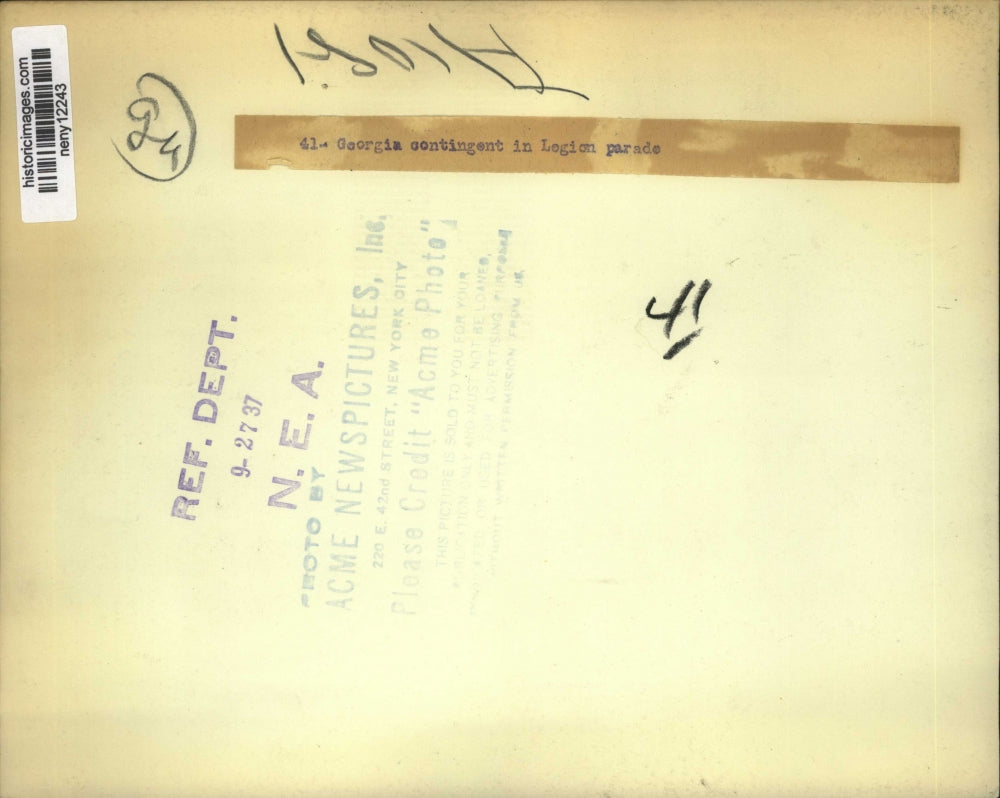 historicimages.com
neny12243
41- Georgia contingent in Legion parade
41
REF. DEPT.
9-27 37
N. E. A.
PHOTO BY
ACME NEWSPICTURES, Inc.
220 E. 42nd STREET, NEW YORK CITY
Please Credit "Acme Photo"
THIS PICTURE IS SOLD TO YOU FOR YOUR
PUBLICATION ONLY AND MUST NOT BE LOANED,
OR USED FOR ADVERTISING PURPOSES
WITHOUT WRITTEN PERMISSION FROM US